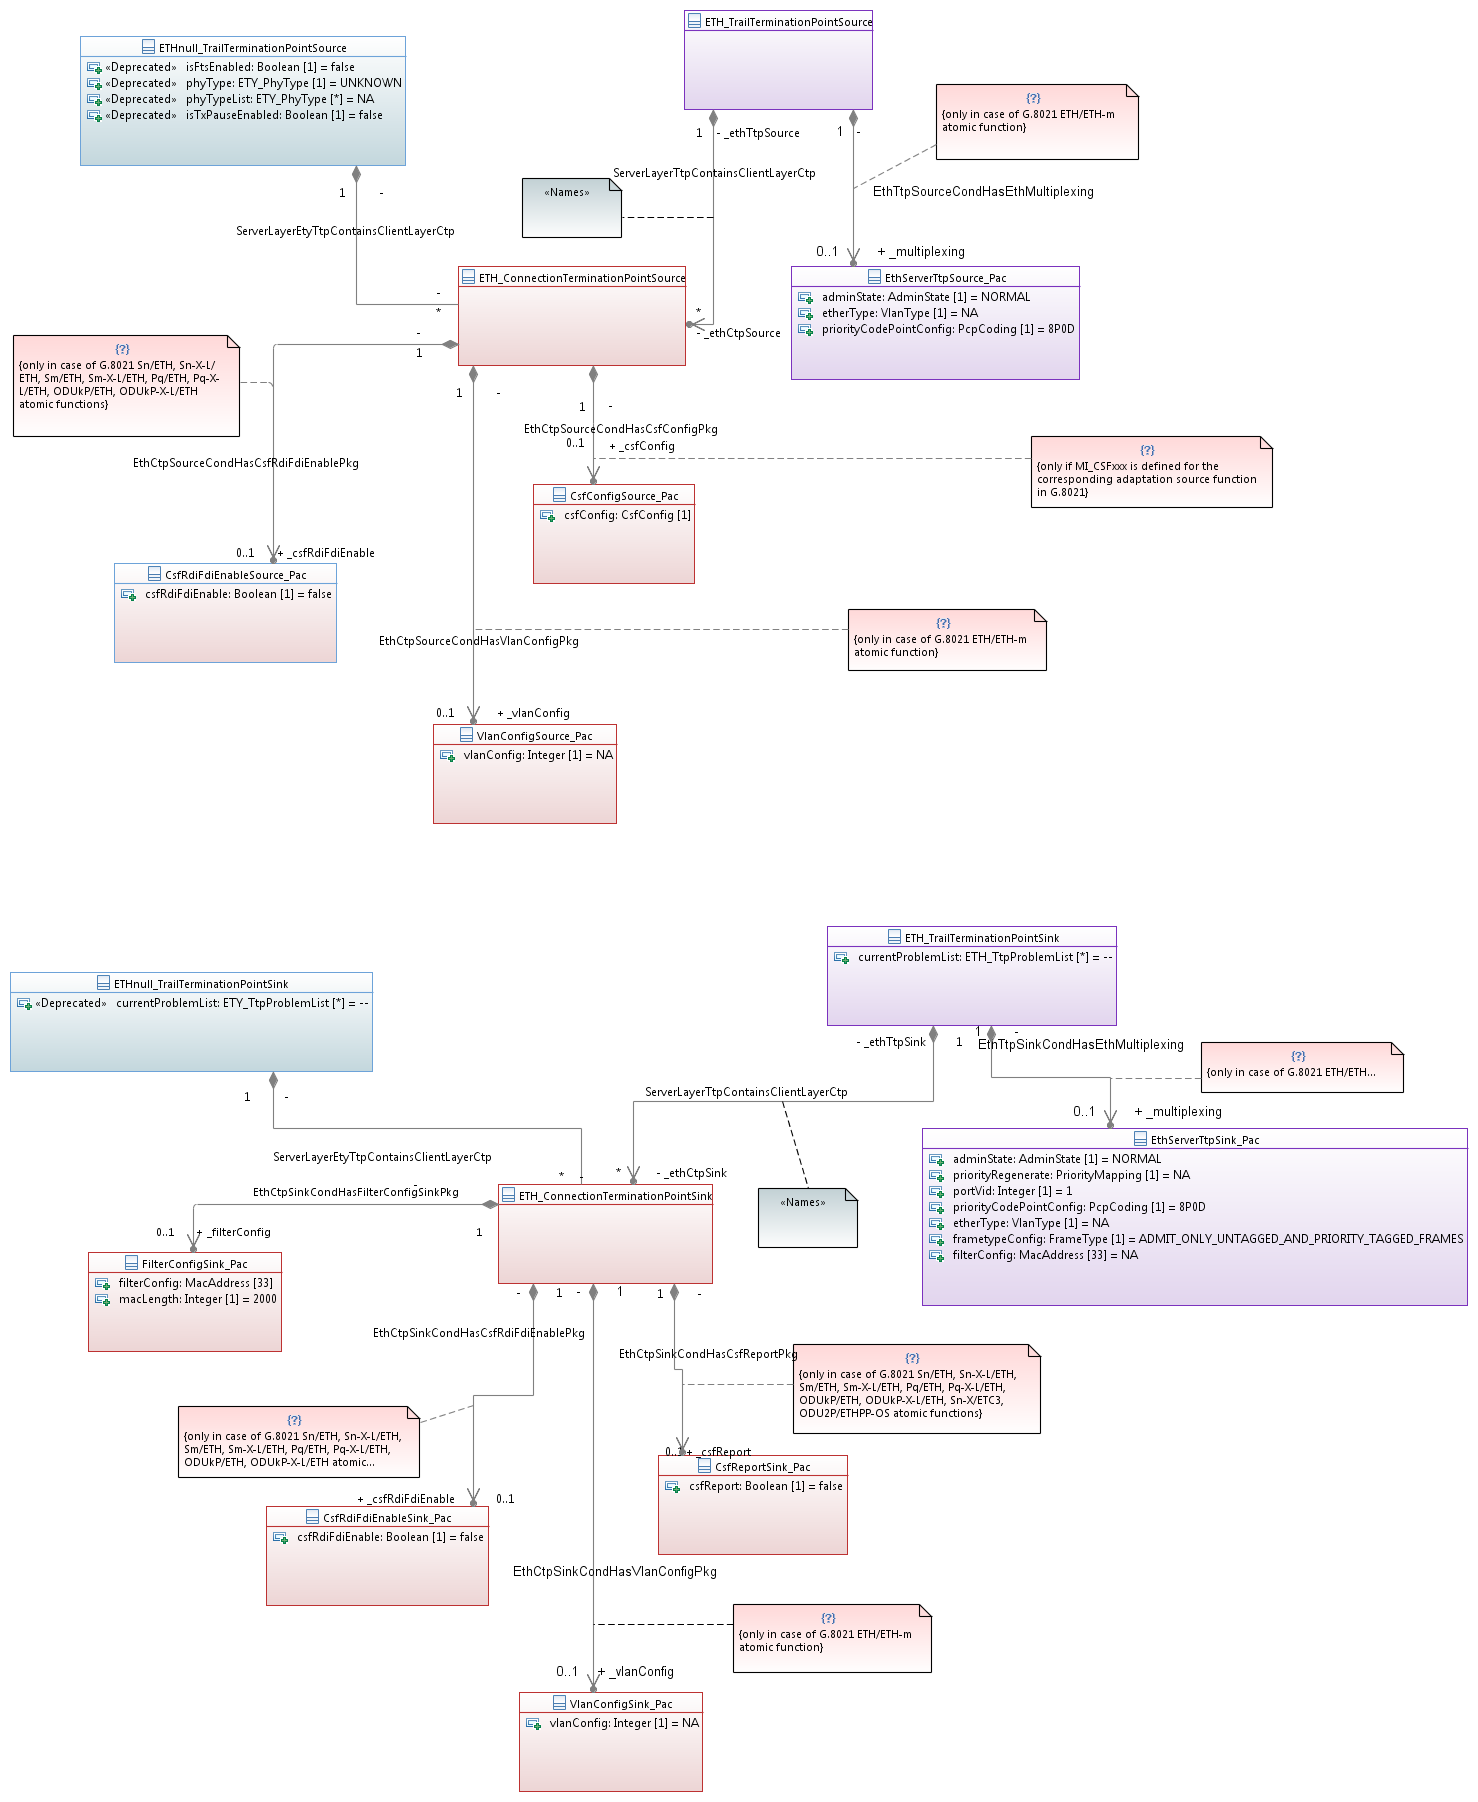 ETH_TrailTerminationPointSource
ETHnull_TrailTerminationPointSource
«Deprecated» isFtsEnabled: Boolean [1] = false
«Deprecated» phyType: ETY_PhyType [1] = UNKNOWN
«Deprecated» phyTypeList: ETY_PhyType [*] = NA
«Deprecated» isTxPauseEnabled: Boolean [1] = false
{?}
{only in case of G.8021 ETH/ETH-m
atomic function}
1 - _ethTtpSource
1 -
ServerLayerTtpContainsClientLayerCtp
«Names»
EthTtpSourceCondHasEthMultiplexing
1 -
ServerLayerEtyTtpContainsClientLayerCtp
0..1 + _multiplexing
ETH_ConnectionTerminationPointSource
EthServerTtpSource_Pac
adminState: AdminState [1] = NORMAL
etherType: VlanType [1] = NA
priorityCodePointConfig: PcpCoding [1] = 8P0D
-
*
*
- _ethCtpSource
-
1
{?}
{only in case of G.8021 Sn/ETH, Sn-X-L/
ETH, Sm/ETH, Sm-X-L/ETH, Pq/ETH, Pq-X-
L/ETH, ODUkP/ETH, ODUkP-X-L/ETH
atomic functions}
1 -
1 -
EthCtpSourceCondHasCsfConfigPkg
0..1 + _csfConfig
EthCtpSourceCondHasCsfRdiFdiEnablePkg
{?}
{only if MI_CSFxxx is defined for the
corresponding adaptation source function
in G.8021}
CsfConfigSource_Pac
csfConfig: CsfConfig [1]
0..1 + _csfRdiFdiEnable
CsfRdiFdiEnableSource_Pac
csfRdiFdiEnable: Boolean [1] = false
{?}
{only in case of G.8021 ETH/ETH-m
atomic function}
EthCtpSourceCondHasVlanConfigPkg
0..1 + _vlanConfig
VlanConfigSource_Pac
vlanConfig: Integer [1] = NA
ETH_TrailTerminationPointSink
currentProblemList: ETH_TtpProblemList [*] = --
ETHnull_TrailTerminationPointSink
«Deprecated» currentProblemList: ETY_TtpProblemList [*] = --
- _ethTtpSink 1
1 -
EthTtpSinkCondHasEthMultiplexing
{?}
{only in case of G.8021 ETH/ETH...
1 -
ServerLayerTtpContainsClientLayerCtp
0..1 + _multiplexing
EthServerTtpSink_Pac
adminState: AdminState [1] = NORMAL
priorityRegenerate: PriorityMapping [1] = NA
portVid: Integer [1] = 1
priorityCodePointConfig: PcpCoding [1] = 8P0D
etherType: VlanType [1] = NA
frametypeConfig: FrameType [1] = ADMIT_ONLY_UNTAGGED_AND_PRIORITY_TAGGED_FRAMES
filterConfig: MacAddress [33] = NA
ServerLayerEtyTtpContainsClientLayerCtp
* -
* - _ethCtpSink
«Names»
ETH_ConnectionTerminationPointSink
-
EthCtpSinkCondHasFilterConfigSinkPkg
1
0..1 + _filterConfig
FilterConfigSink_Pac
filterConfig: MacAddress [33]
macLength: Integer [1] = 2000
- 1
- 1
1 -
EthCtpSinkCondHasCsfRdiFdiEnablePkg
EthCtpSinkCondHasCsfReportPkg
{?}
{only in case of G.8021 Sn/ETH, Sn-X-L/ETH,
Sm/ETH, Sm-X-L/ETH, Pq/ETH, Pq-X-L/ETH,
ODUkP/ETH, ODUkP-X-L/ETH, Sn-X/ETC3,
ODU2P/ETHPP-OS atomic functions}
{?}
{only in case of G.8021 Sn/ETH, Sn-X-L/ETH,
Sm/ETH, Sm-X-L/ETH, Pq/ETH, Pq-X-L/ETH,
ODUkP/ETH, ODUkP-X-L/ETH atomic...
0..1 + _csfReport
CsfReportSink_Pac
csfReport: Boolean [1] = false
+ _csfRdiFdiEnable 0..1
CsfRdiFdiEnableSink_Pac
csfRdiFdiEnable: Boolean [1] = false
EthCtpSinkCondHasVlanConfigPkg
{?}
{only in case of G.8021 ETH/ETH-m
atomic function}
0..1 + _vlanConfig
VlanConfigSink_Pac
vlanConfig: Integer [1] = NA